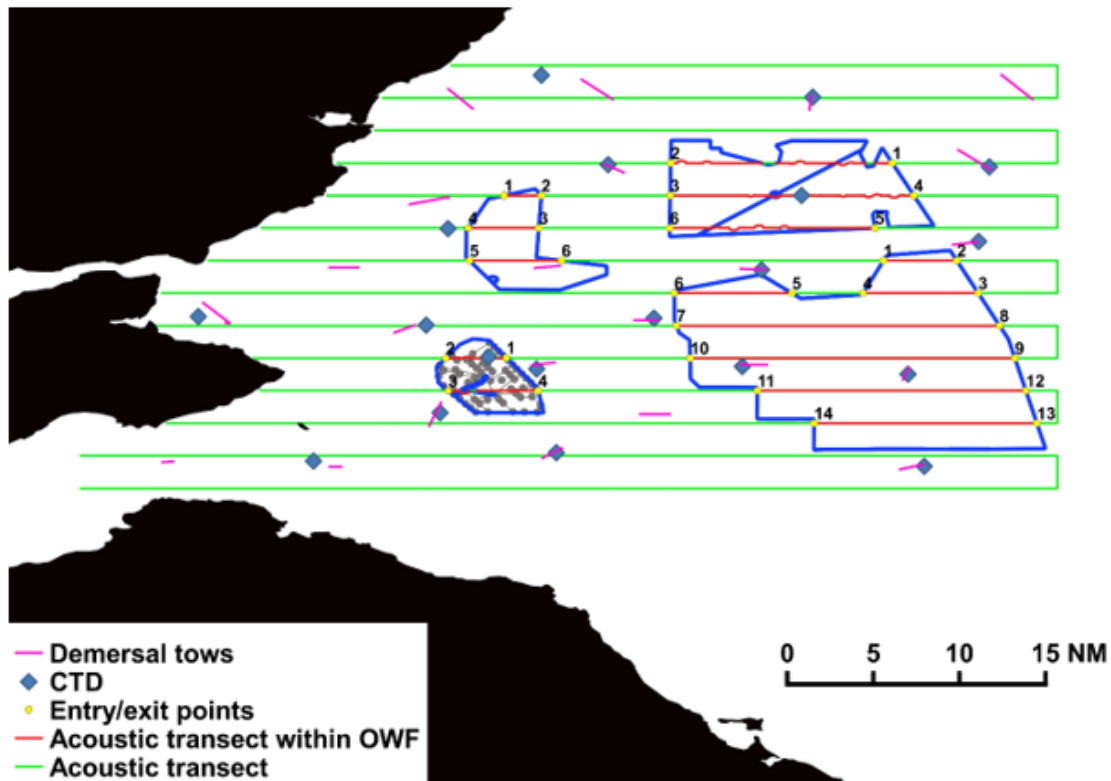 2 1
1 2 3 4
4 3 6 5
5 6 1 2
6 5 4 3
7 8
2 1 10 9
3 4 11 12
14 13
0 5 10 15 NM
Demersal tows
CTD
Entry/exit points
Acoustic transect within OWF
Acoustic transect